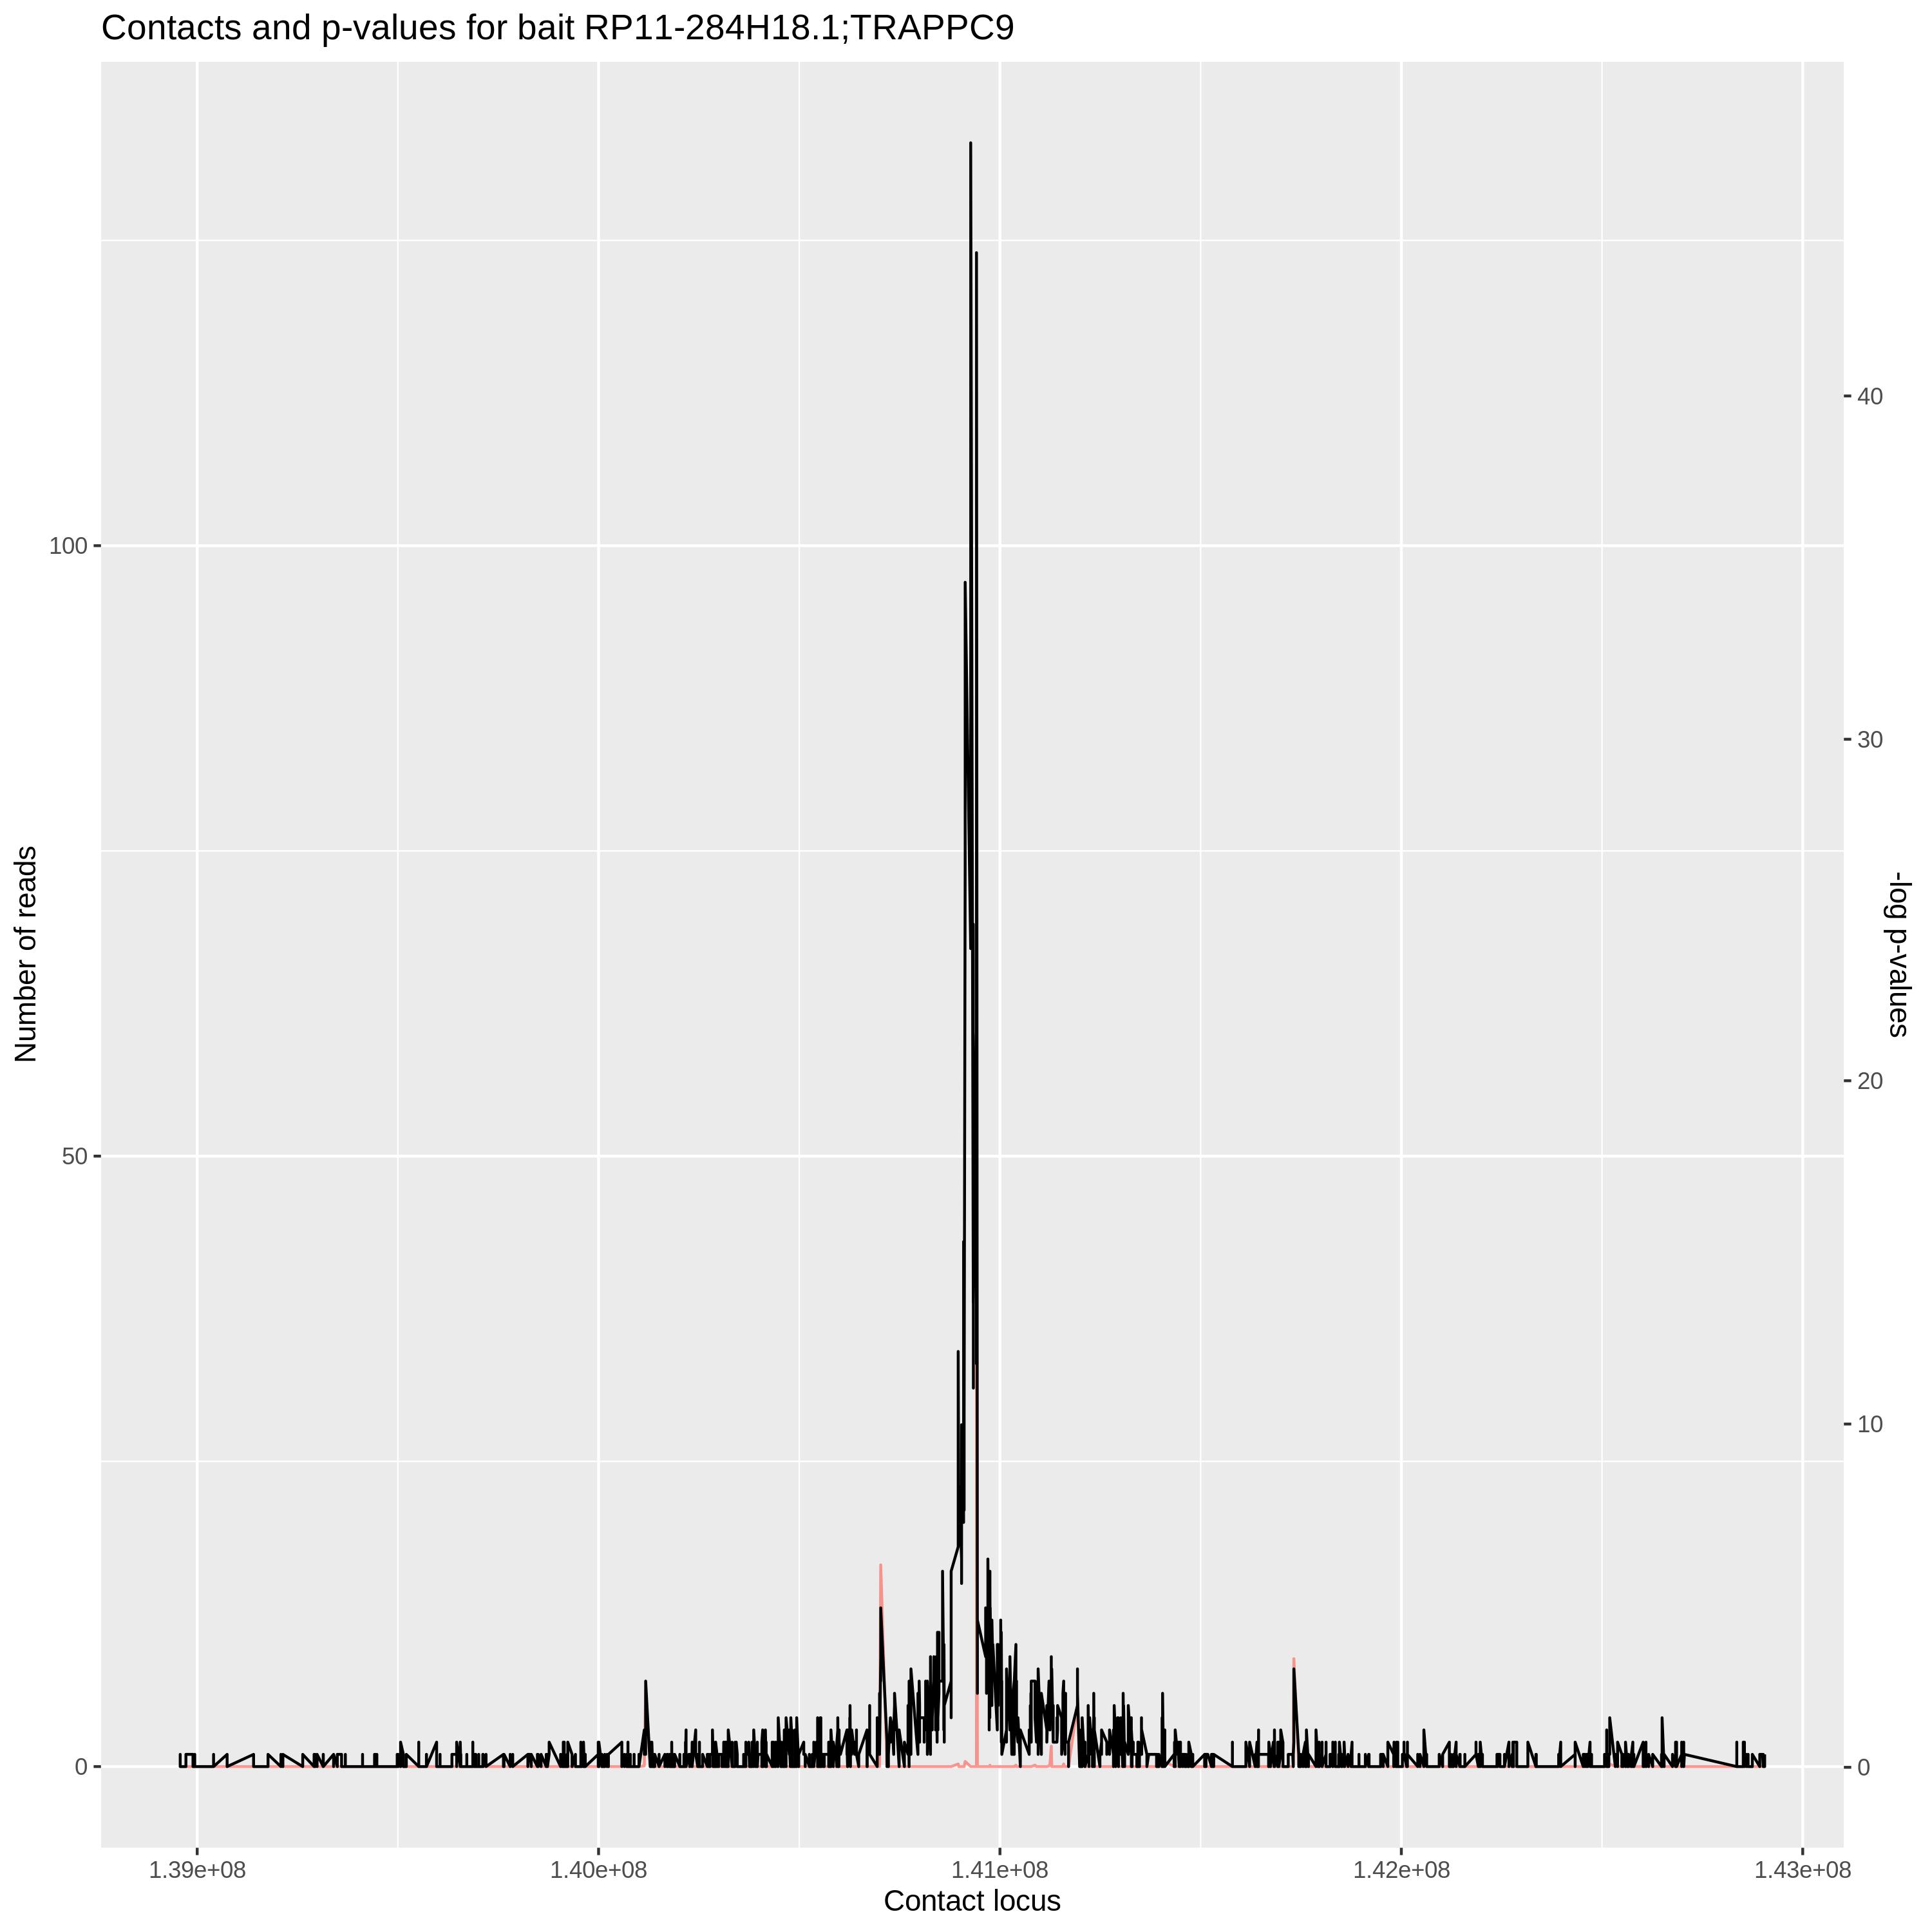 Contacts and p-values for bait RP11-284H18.1;TRAPPC9
Number of reads
100
50
0
40
30
20
10
0
-log p-values
1.39e+08 1.40e+08 1.41e+08 1.42e+08 1.43e+08
Contact locus